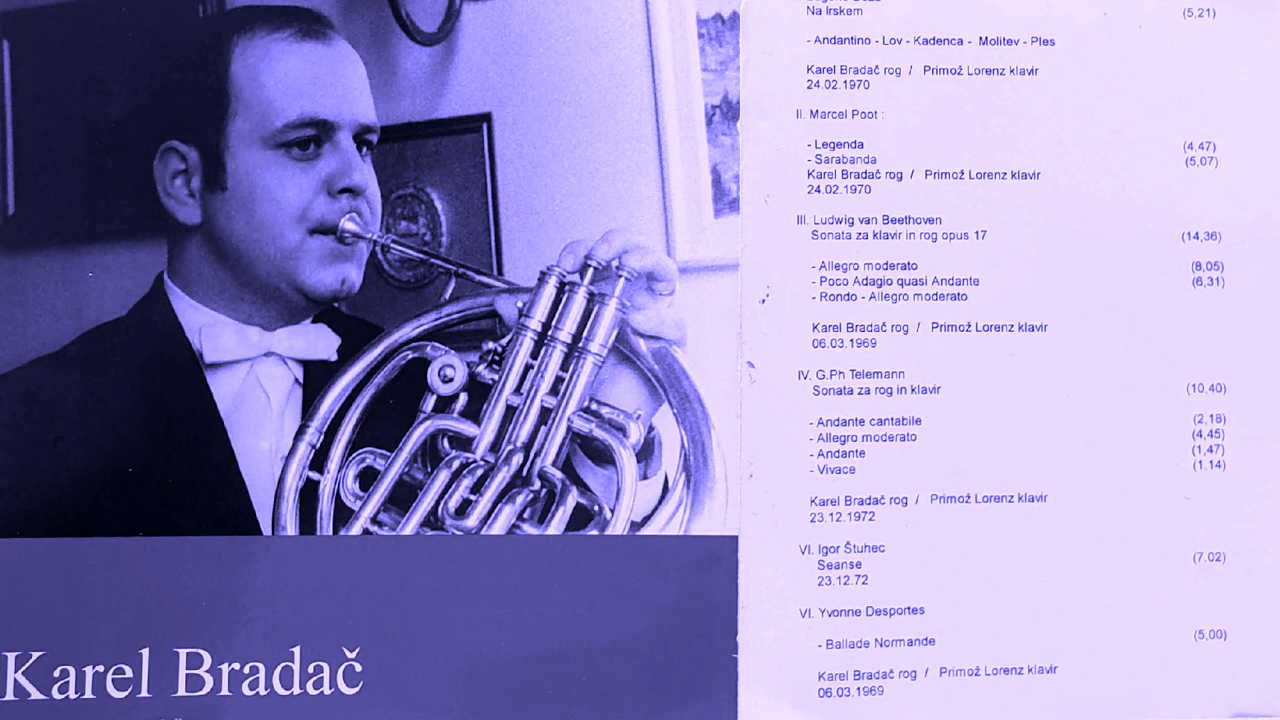 Karel Bradač
Na Irskem (5,21)
- Andantino - Lov - Kadenca - Molitev - Ples
Karel Bradač rog / Primož Lorenz klavir
24.02.1970
II. Marcel Poot :
- Legenda (4,47)
- Sarabanda (5,07)
Karel Bradač rog / Primož Lorenz klavir
24.02.1970
III. Ludwig van Beethoven
Sonata za klavir in rog opus 17 (14,36)
- Allegro moderato (8,05)
- Poco Adagio quasi Andante (6,31)
- Rondo - Allegro moderato
Karel Bradač rog / Primož Lorenz klavir
06.03.1969
IV. G.Ph Telemann
Sonata za rog in klavir (10,40)
- Andante cantabile (2,18)
- Allegro moderato (4,45)
- Andante (1,47)
- Vivace (1.14)
Karel Bradač rog / Primož Lorenz klavir
23.12.1972
VI. Igor Štuhec
Seanse (7.02)
23.12.72
VI. Yvonne Desportes
- Ballade Normande (5,00)
Karel Bradač rog / Primož Lorenz klavir
06.03.1969